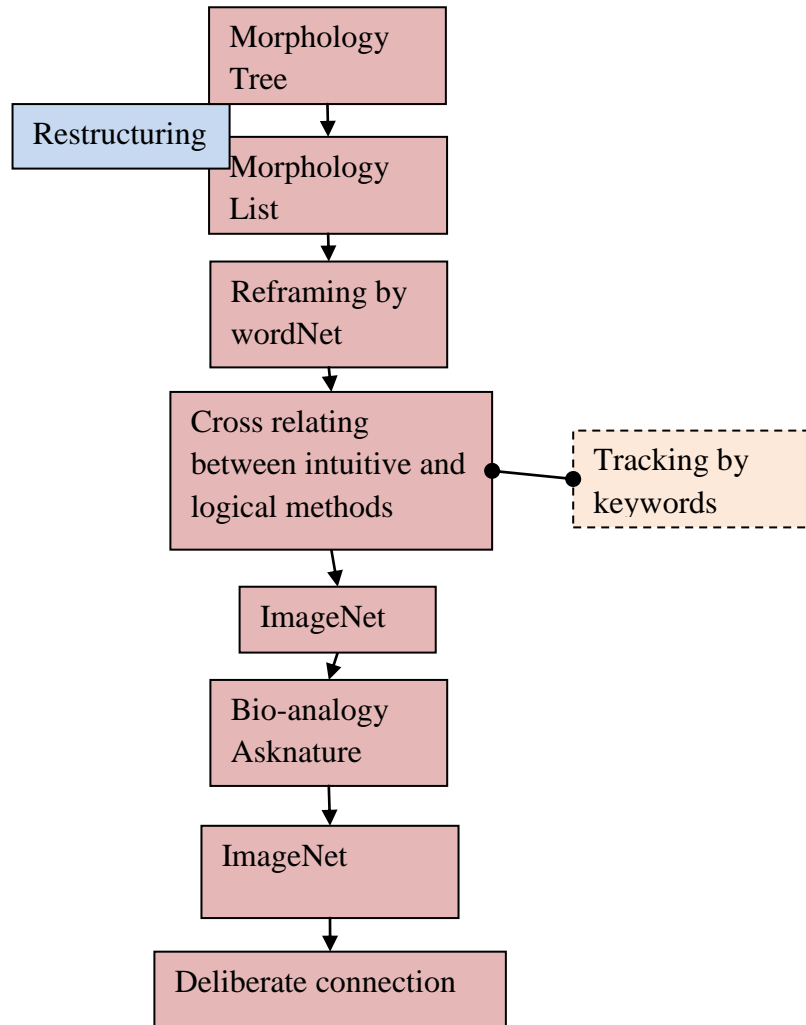 Morphology
Tree
Restructuring
Morphology
List
Reframing by
wordNet
Cross relating
between intuitive and
logical methods
Tracking by
keywords
ImageNet
Bio-analogy
Asknature
ImageNet
Deliberate connection